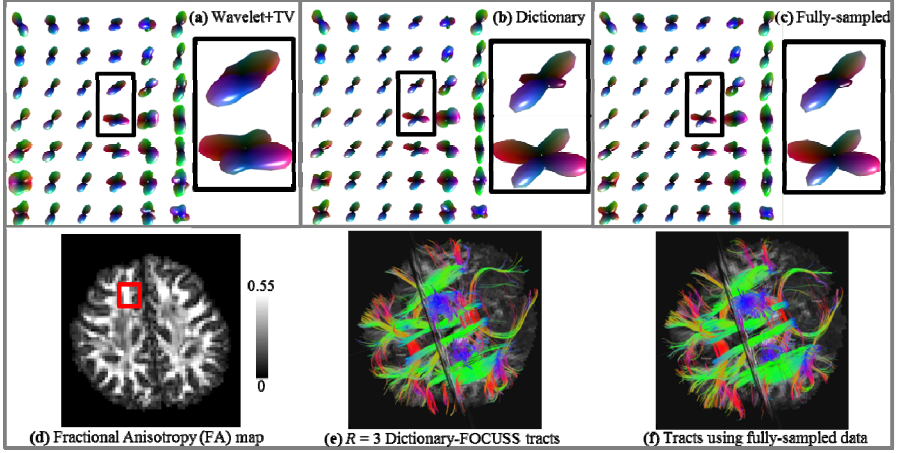 (a) Wavelet+TV
(b) Dictionary
(c) Fully-sampled
0.55
0
(d) Fractional Anisotropy (FA) map
(e) R = 3 Dictionary-FOCUSS tracts
(f) Tracts using fully-sampled data